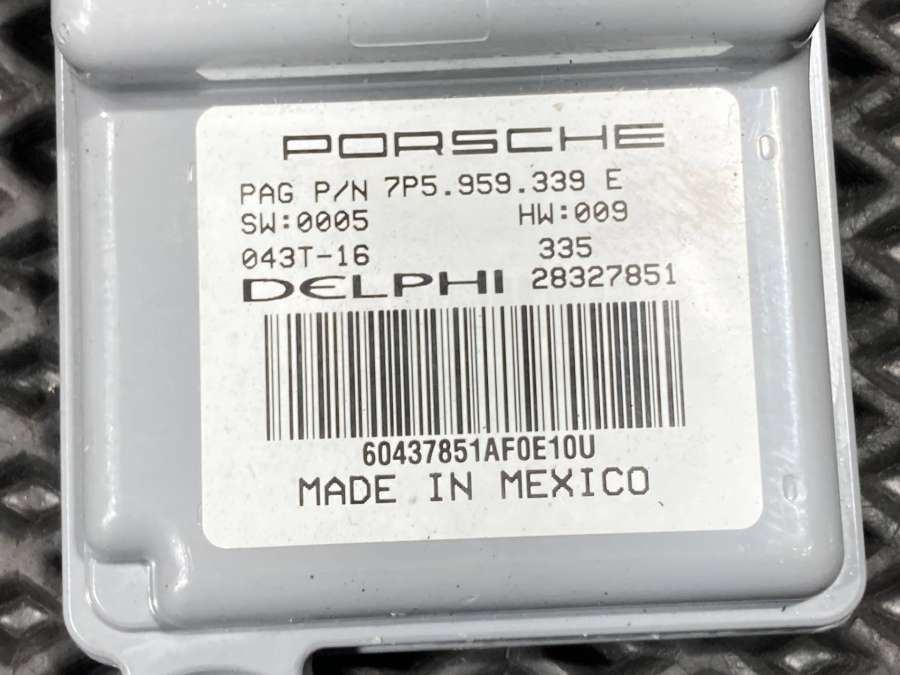 PORSCHE
PAG P/N 7P5.959.339 E
SW:0005 HW:009
043T-16 335
DELPHI 28327851
60437851AF0E10U
MADE IN MEXICO